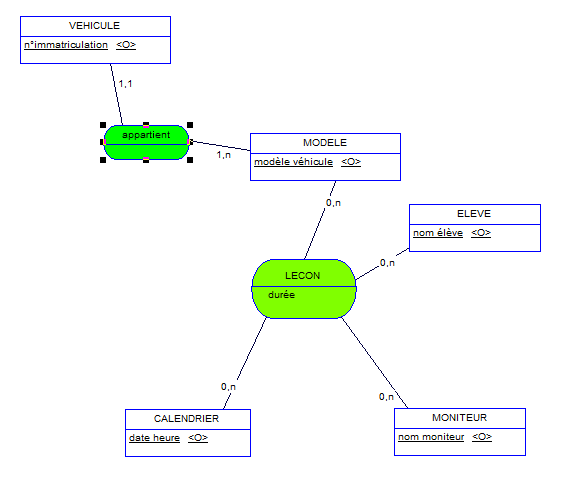 VEHICULE
n°immatriculation <O>
1,1
appartient
1,n
MODELE
modèle véhicule <O>
0,n
ELEVE
nom élève <O>
0,n
LECON
durée
0,n
0,n
CALENDRIER
date heure <O>
MONITEUR
nom moniteur <O>